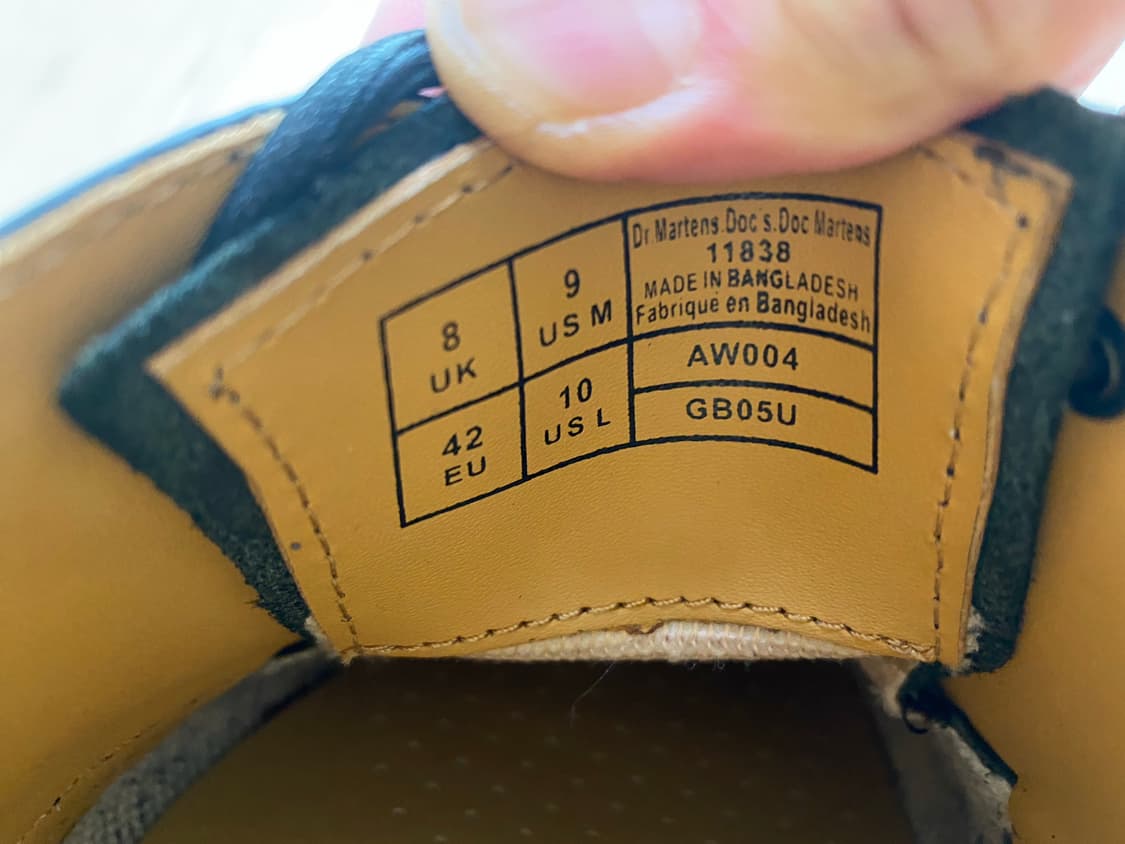 8
UK
9
US M
42
EU
10
US L
Dr. Martens.Doc's.Doc Martens
11838
MADE IN BANGLADESH
Fabrique en Bangladesh
AW004
GB05U